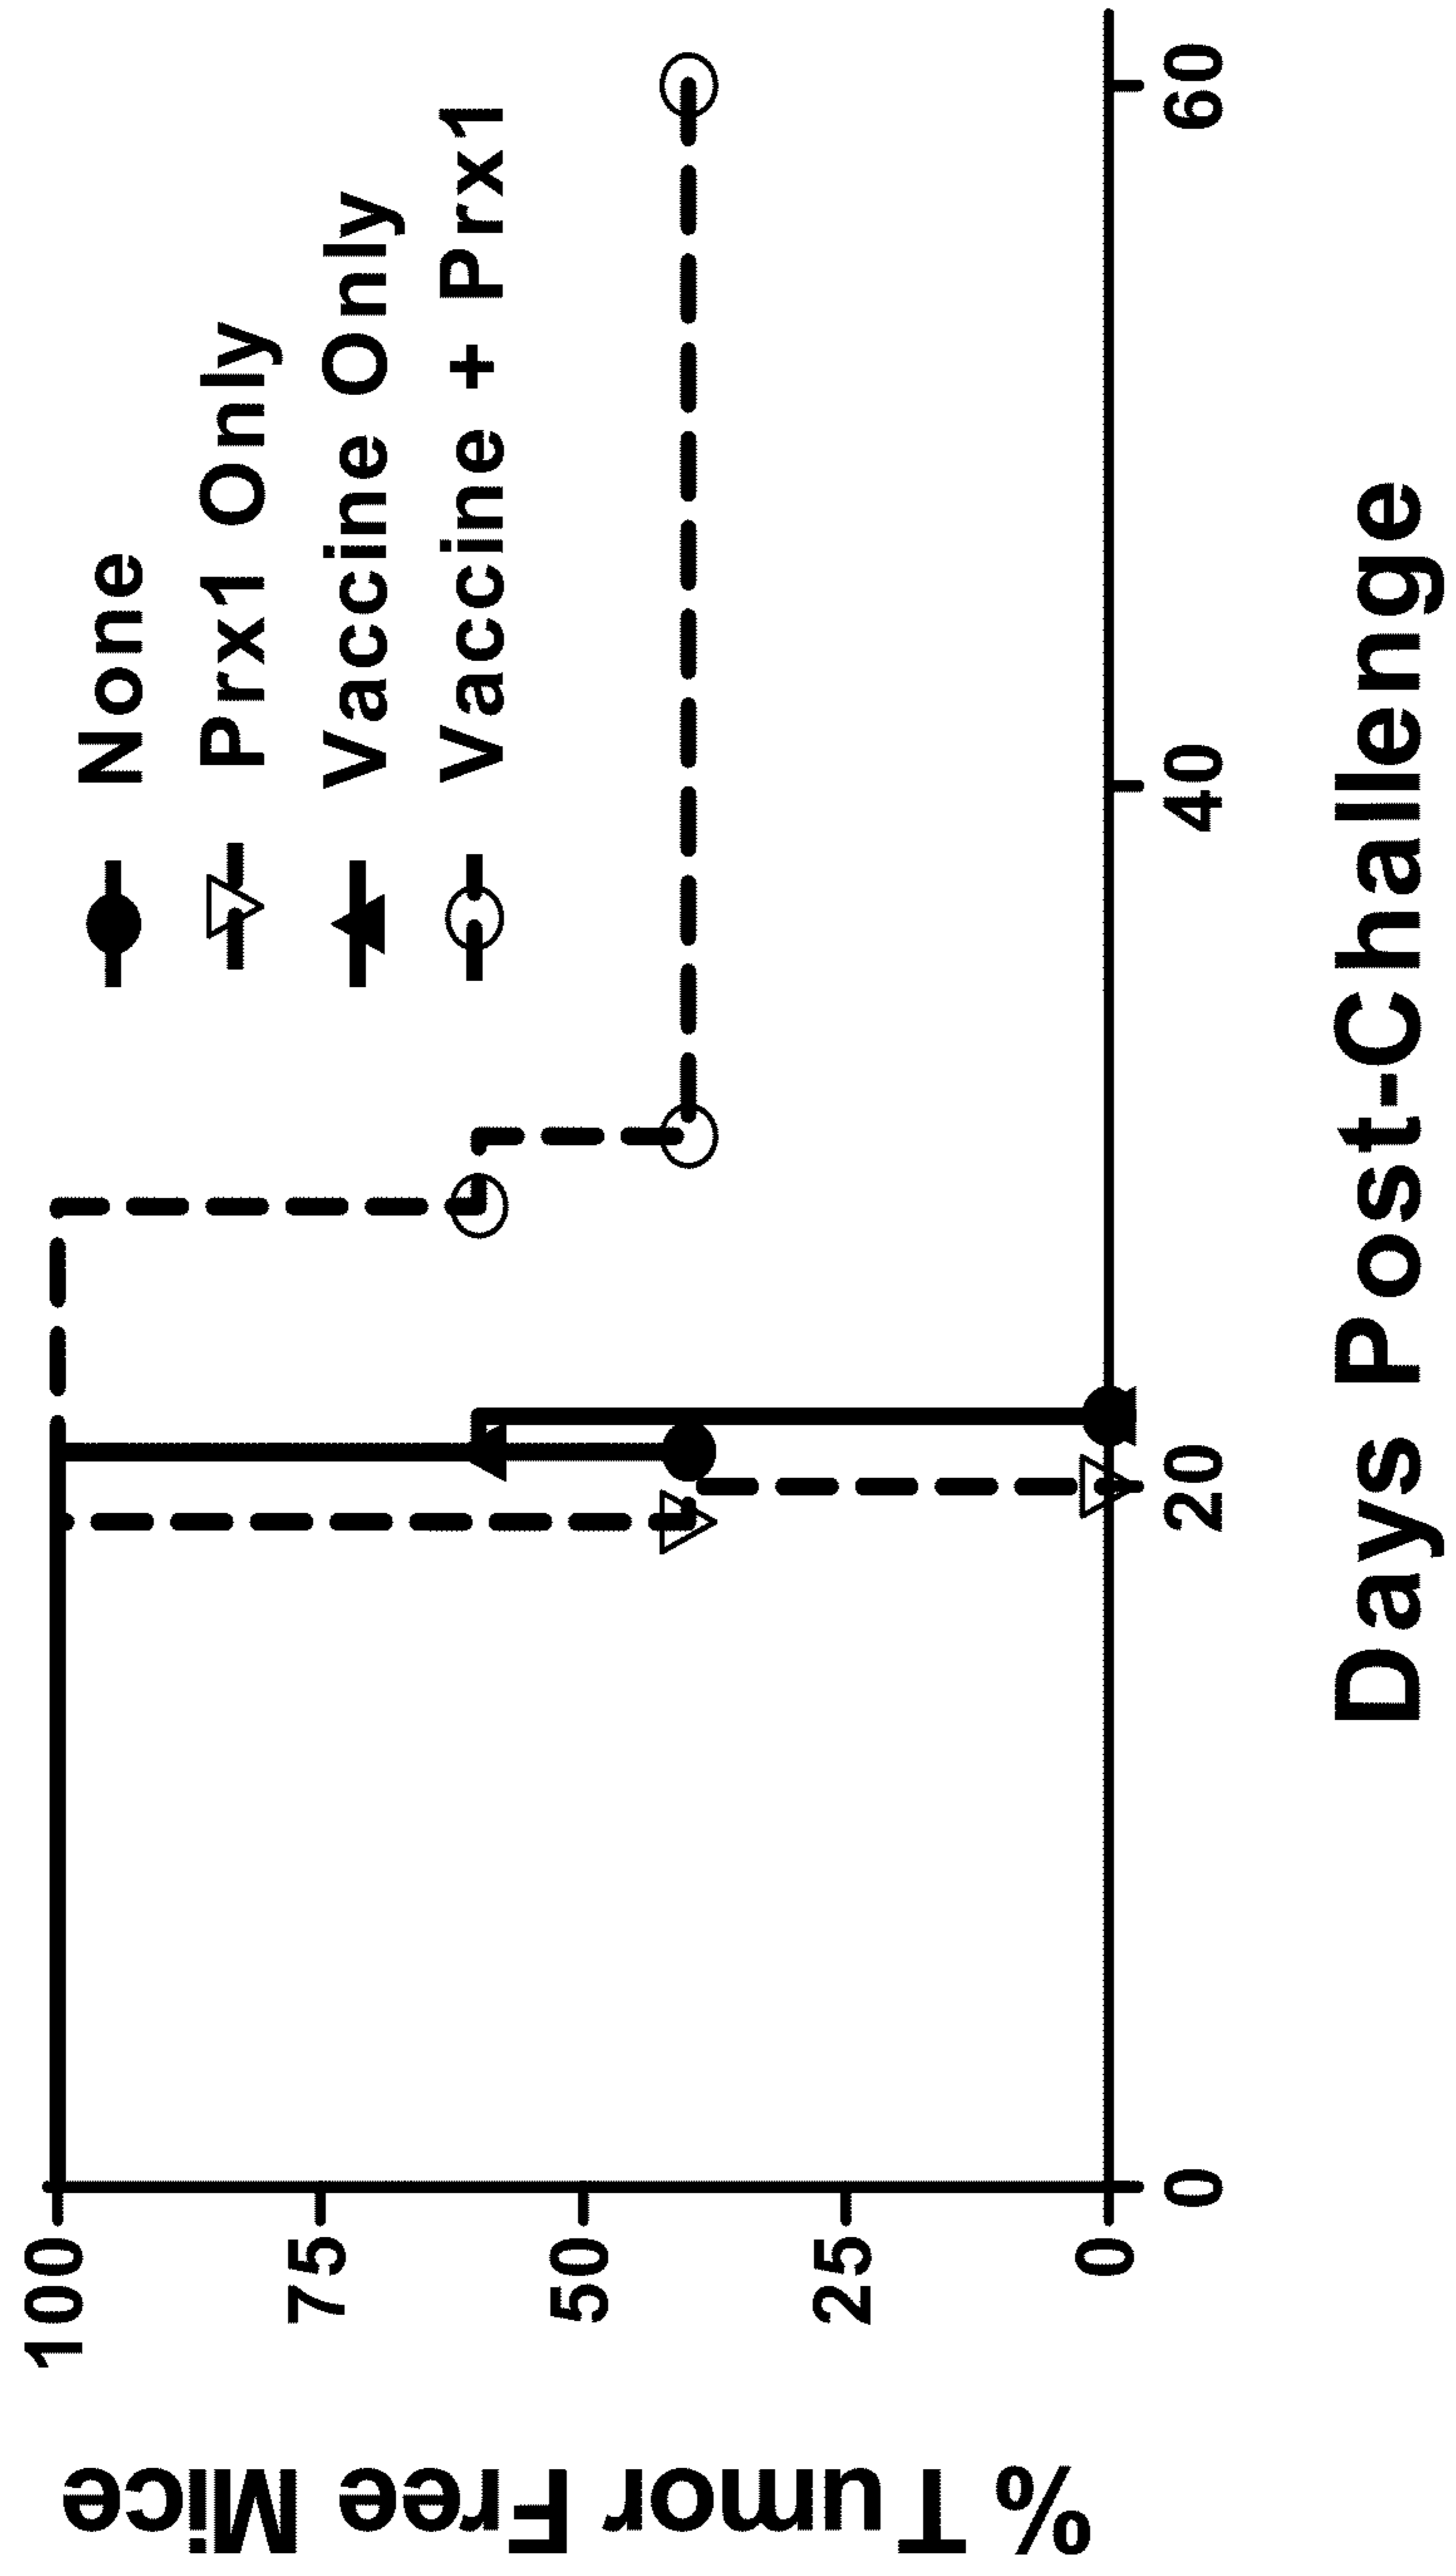 % Tumor Free Mice
100
75
50
25
0
None
Prx1 Only
Vaccine Only
Vaccine + Prx1
0
20
40
60
Days Post-Challenge